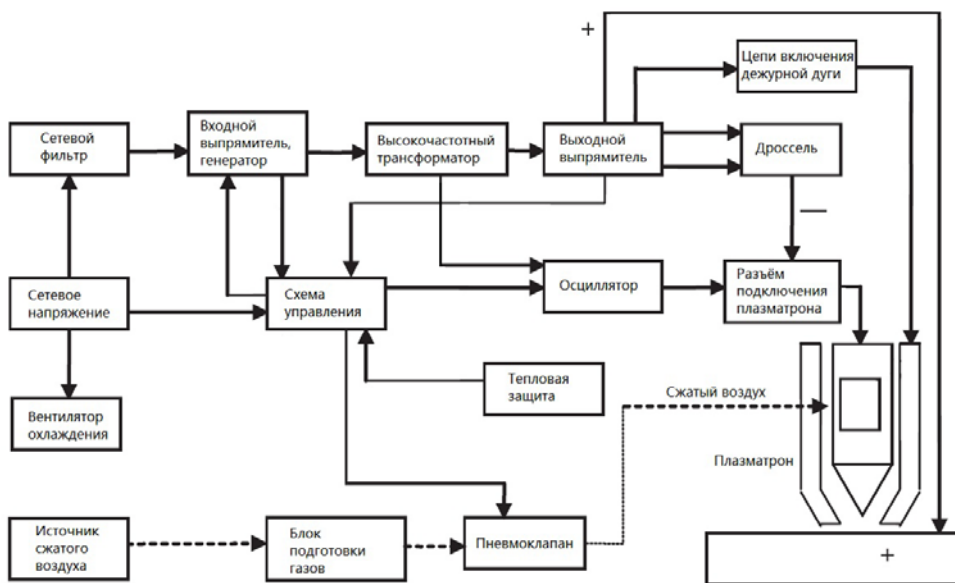 +
Цепи включения
дежурной дуги
Сетевой
фильтр
Входной
выпрямитель,
генератор
Высокочастотный
трансформатор
Выходной
выпрямитель
Дроссель
—
Сетевое
напряжение
Схема
управления
Осциллятор
Разъём
подключения
плазматрона
Тепловая
защита
Сжатый воздух
Вентилятор
охлаждения
Плазматрон
Источник
сжатого
воздуха
Блок
подготовки
газов
Пневмоклапан
+